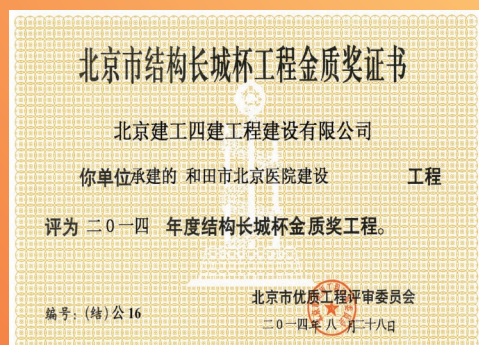 北京市结构长城杯工程金质奖证书
北京建工四建工程建设有限公司
你单位承建的 和田市北京医院建设 工程
评为 二〇一四 年度结构长城杯金质奖工程。
北京市优质工程评审委员会
编号：(结)公16
二〇一四年八月二十八日